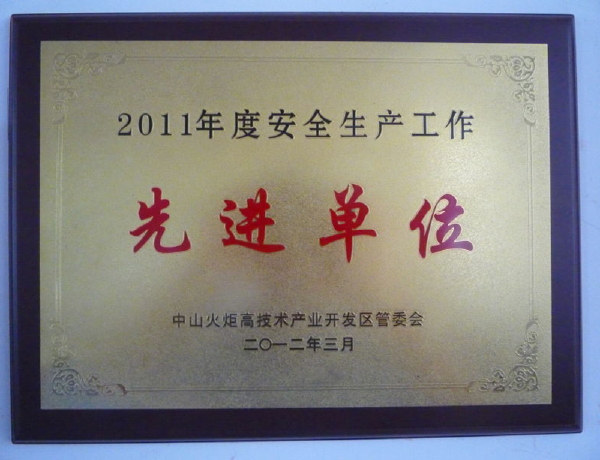 2011年度安全生产工作
先进单位
中山火炬高技术产业开发区管委会
二〇一二年三月